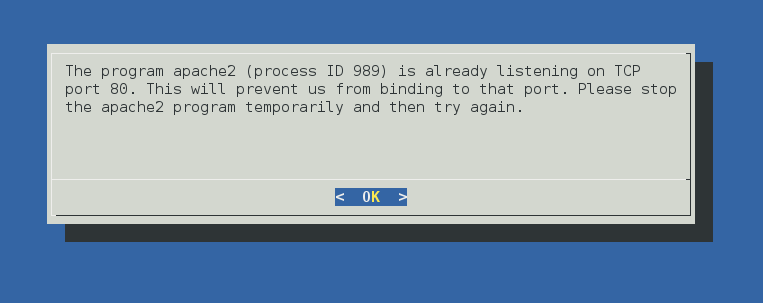 The program apache2 (process ID 989) is already listening on TCP
port 80. This will prevent us from binding to that port. Please stop
the apache2 program temporarily and then try again.
<  OK  >